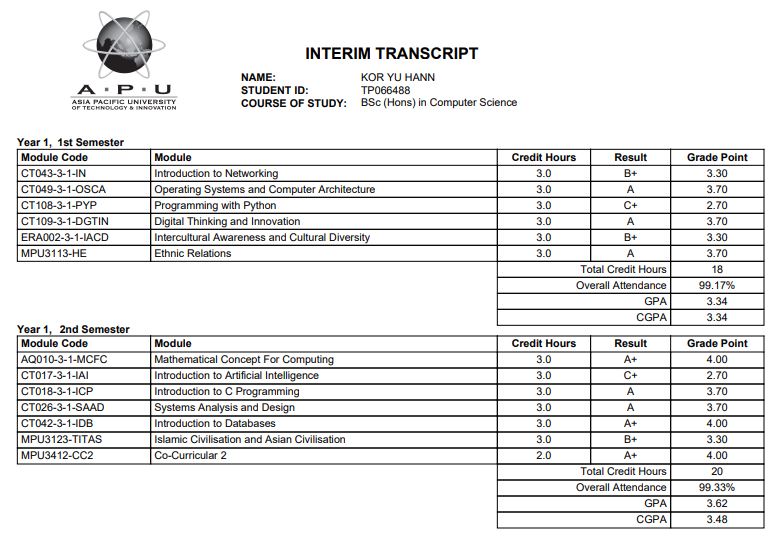 A · P · U
ASIA PACIFIC UNIVERSITY
OF TECHNOLOGY & INNOVATION
INTERIM TRANSCRIPT
NAME: KOR YU HANN
STUDENT ID: TP066488
COURSE OF STUDY: BSc (Hons) in Computer Science
Year 1, 1st Semester
Module Code Module Credit Hours Result Grade Point
CT043-3-1-IN Introduction to Networking 3.0 B+ 3.30
CT049-3-1-OSCA Operating Systems and Computer Architecture 3.0 A 3.70
CT108-3-1-PYP Programming with Python 3.0 C+ 2.70
CT109-3-1-DGTIN Digital Thinking and Innovation 3.0 A 3.70
ERA002-3-1-IACD Intercultural Awareness and Cultural Diversity 3.0 B+ 3.30
MPU3113-HE Ethnic Relations 3.0 A 3.70
Total Credit Hours 18
Overall Attendance 99.17%
GPA 3.34
CGPA 3.34
Year 1, 2nd Semester
Module Code Module Credit Hours Result Grade Point
AQ010-3-1-MCFC Mathematical Concept For Computing 3.0 A+ 4.00
CT017-3-1-IAI Introduction to Artificial Intelligence 3.0 C+ 2.70
CT018-3-1-ICP Introduction to C Programming 3.0 A 3.70
CT026-3-1-SAAD Systems Analysis and Design 3.0 A 3.70
CT042-3-1-IDB Introduction to Databases 3.0 A+ 4.00
MPU3123-TITAS Islamic Civilisation and Asian Civilisation 3.0 B+ 3.30
MPU3412-CC2 Co-Curricular 2 2.0 A+ 4.00
Total Credit Hours 20
Overall Attendance 99.33%
GPA 3.62
CGPA 3.48